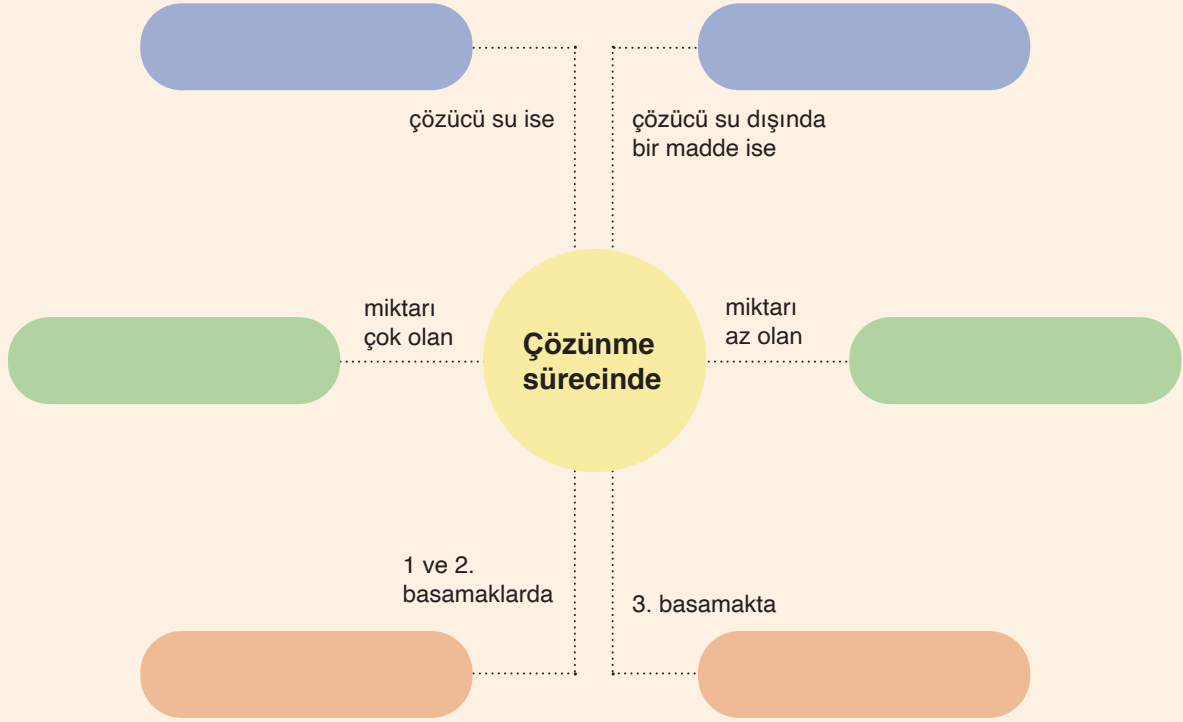 çözücü su ise
çözücü su dışında
bir madde ise
miktarı
çok olan
Çözünme
sürecinde
miktarı
az olan
1 ve 2.
basamaklarda
3. basamakta